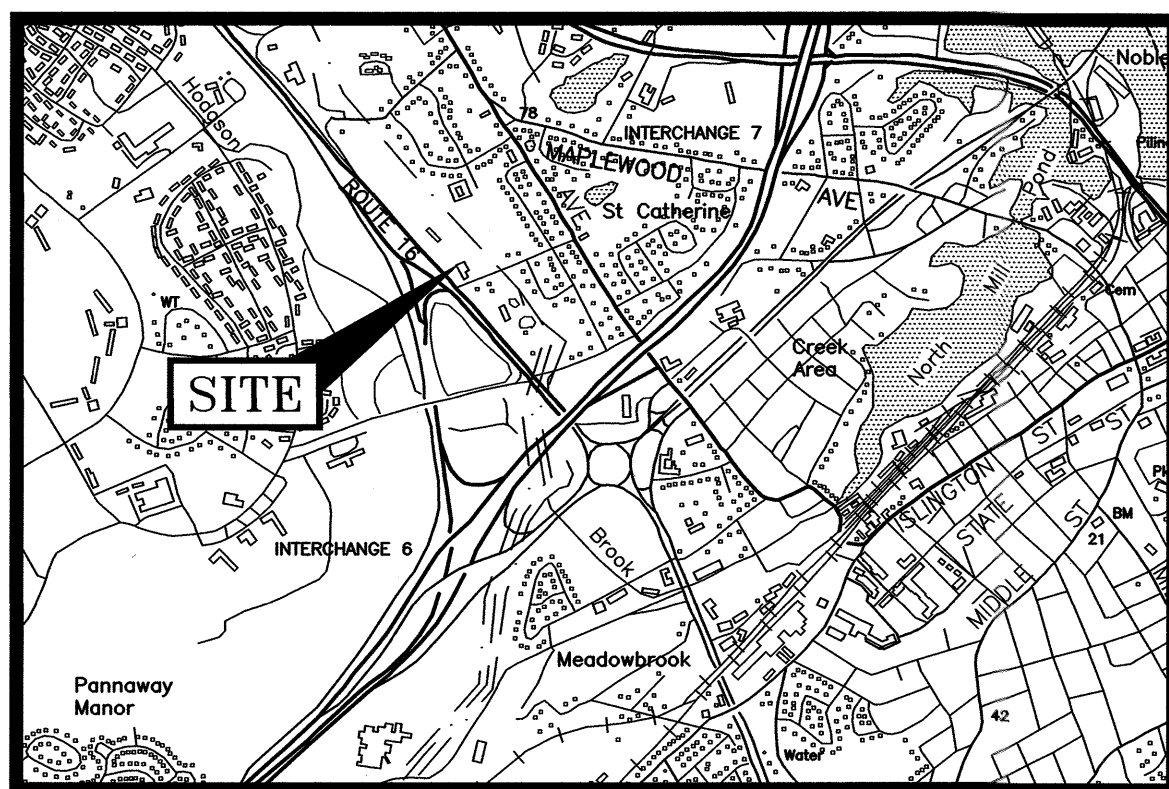 Noble
Hodgson
78
INTERCHANGE 7
MAPLEWOOD
AVE
AVE
St Catherine
ROUTE 16
Pond
Mill
North
WT
SITE
Creek
Area
Cem
ISLINGTON ST
STATE ST
MIDDLE ST
BM
21
INTERCHANGE 6
Brook
Meadowbrook
Pannaway
Manor
42
Water